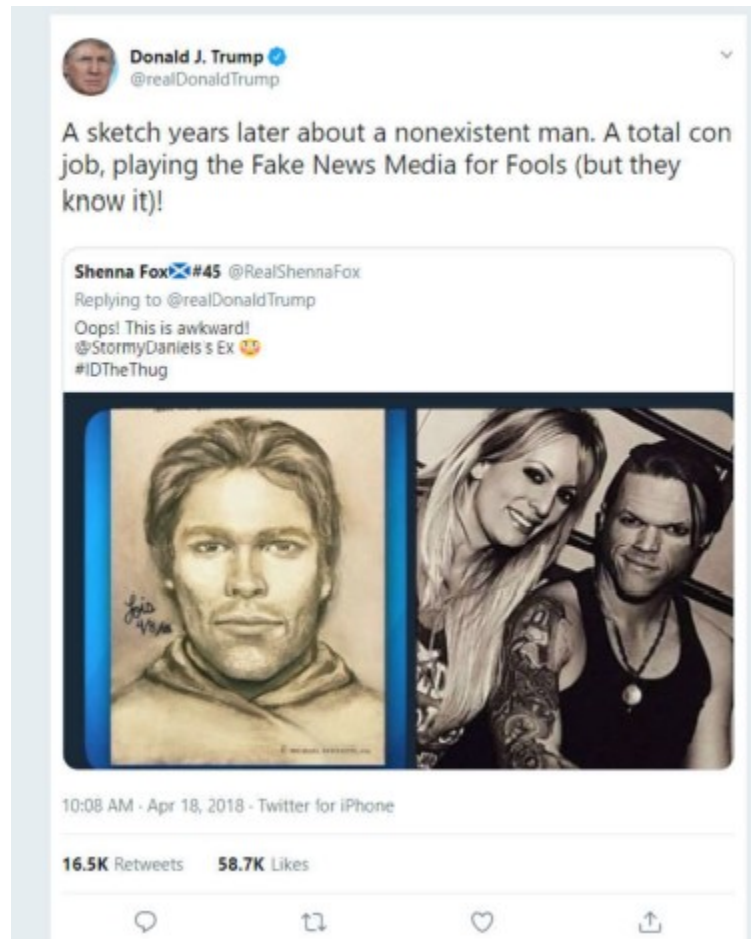 Donald J. Trump
@realDonaldTrump
A sketch years later about a nonexistent man. A total con
job, playing the Fake News Media for Fools (but they
know it)!
Shenna Fox🏴󠁧󠁢󠁳󠁣󠁴󠁿#45 @RealShennaFox
Replying to @realDonaldTrump
Oops! This is awkward!
@StormyDaniels's Ex
#IDTheThug
Lois
10:08 AM · Apr 18, 2018 · Twitter for iPhone
16.5K Retweets 58.7K Likes